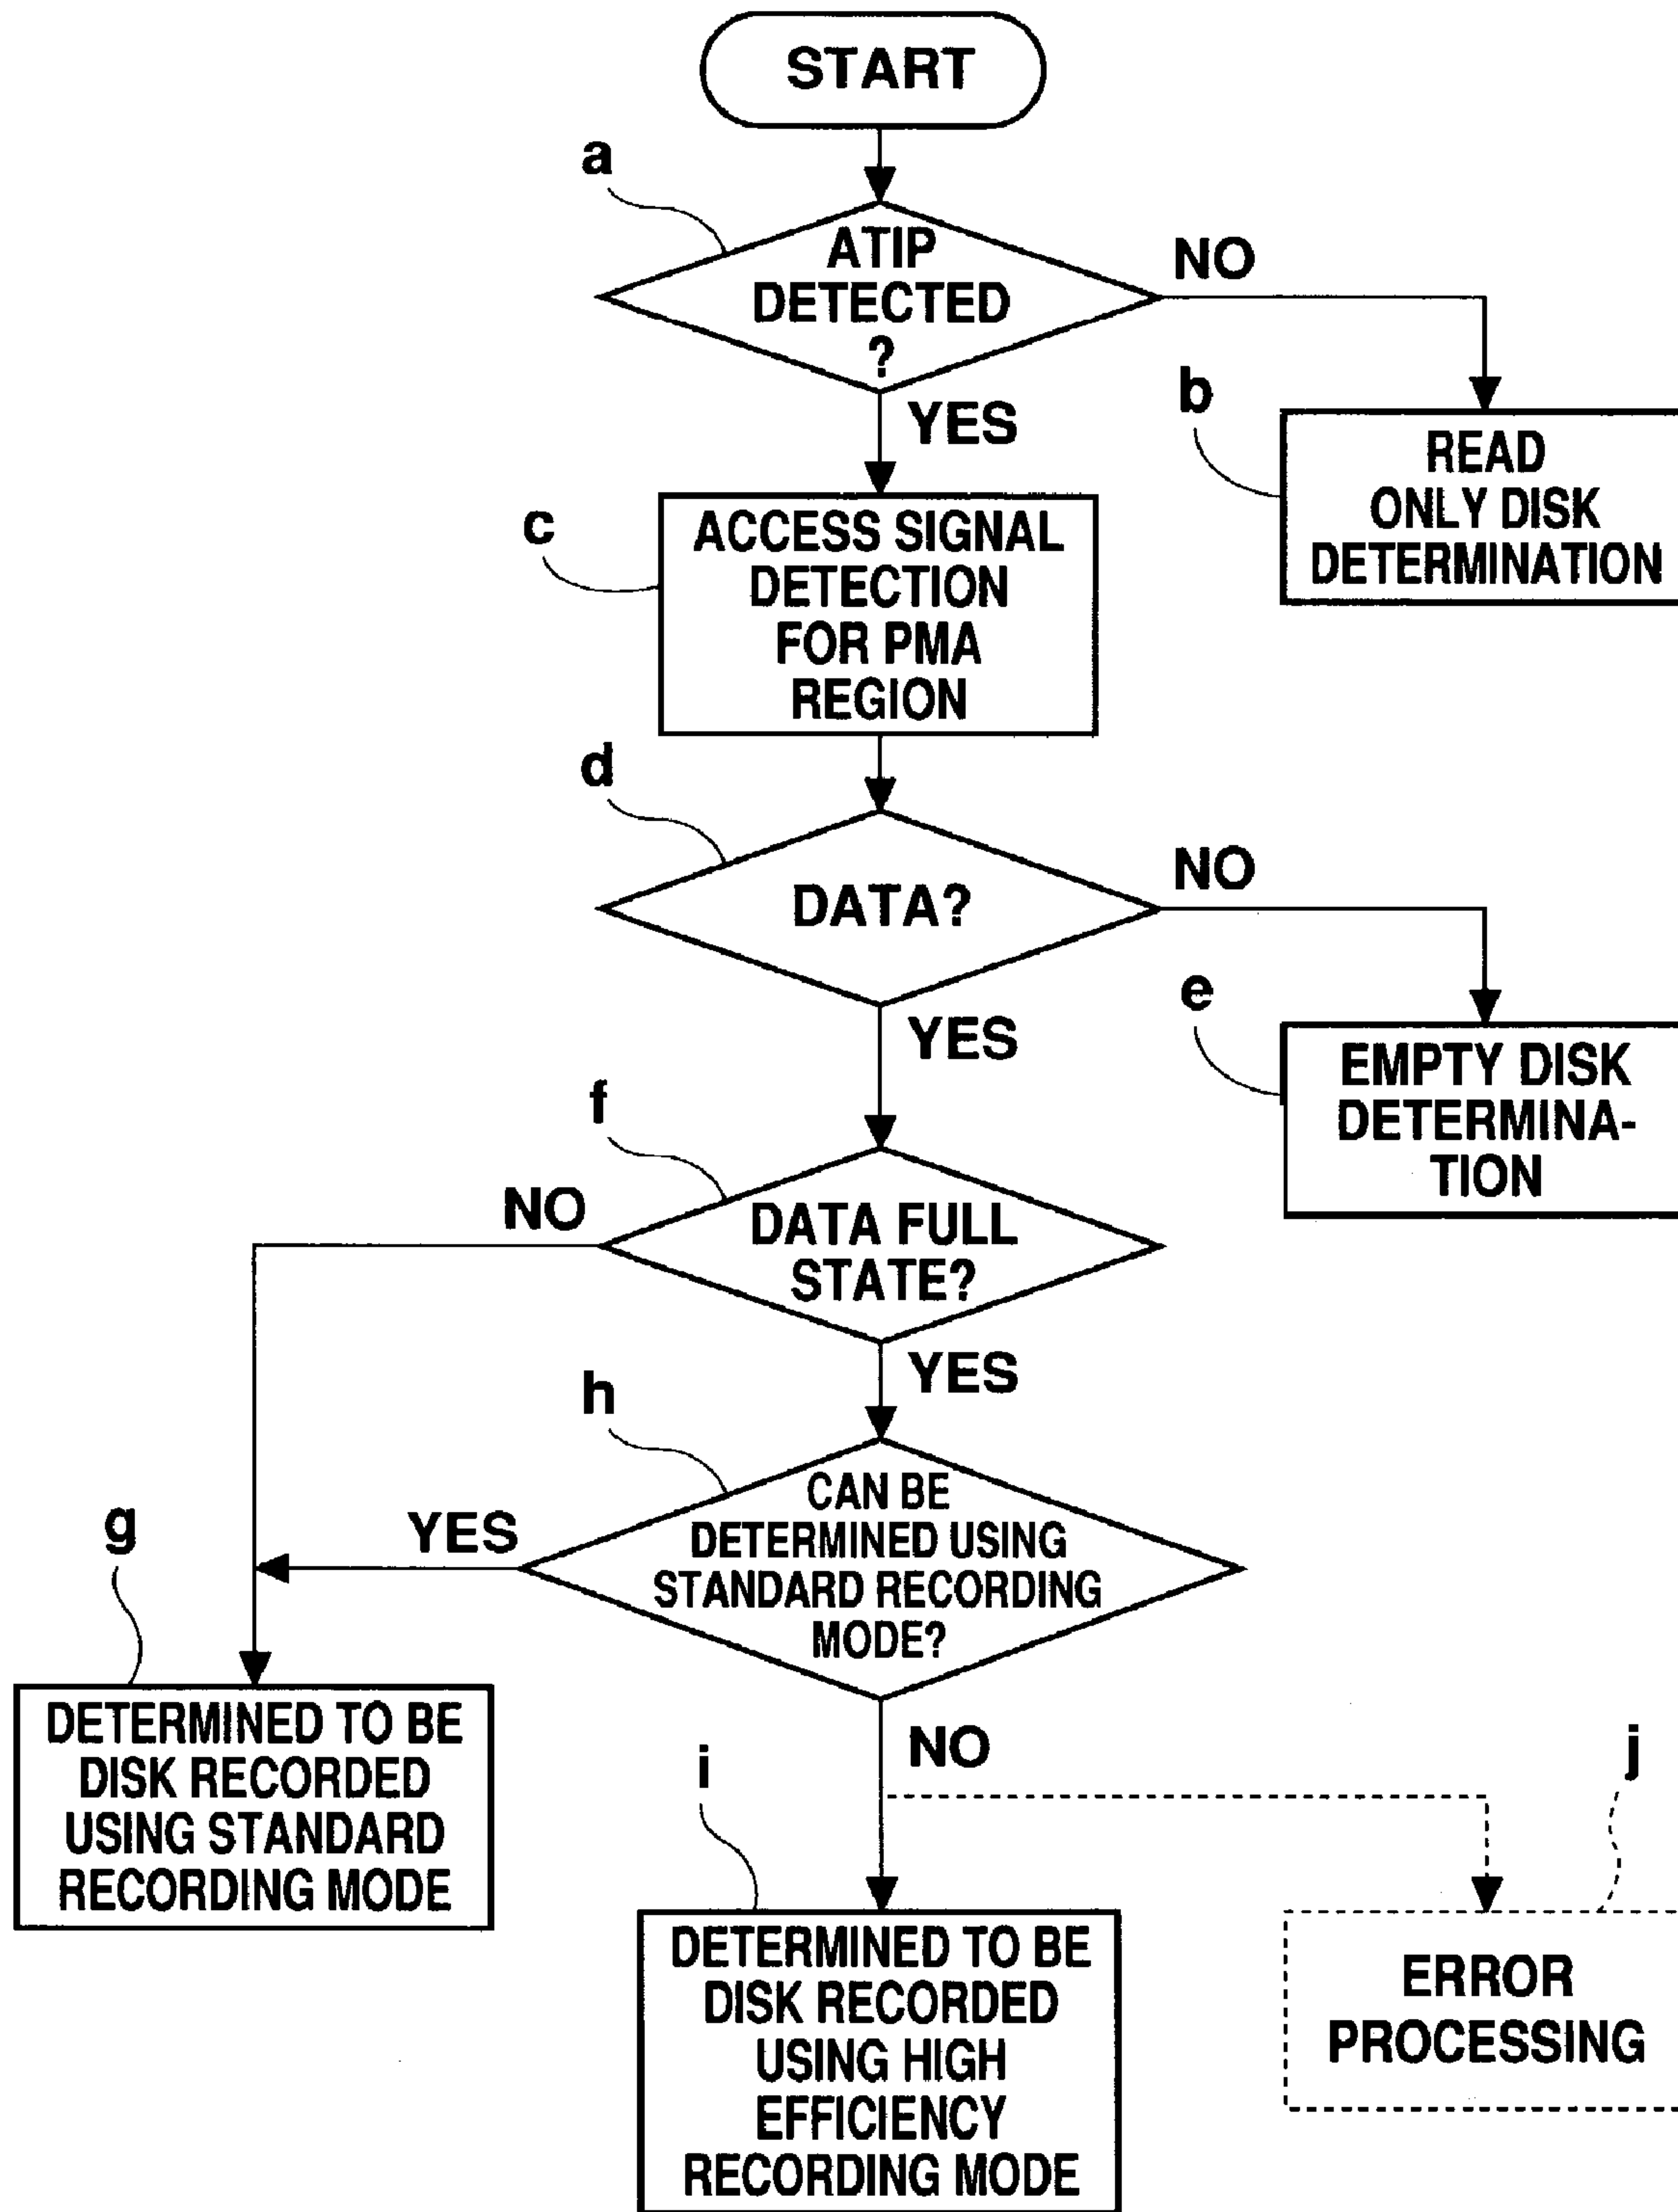 START
a
ATIP
DETECTED
?
NO
YES
b
READ
ONLY DISK
DETERMINATION
c
ACCESS SIGNAL
DETECTION
FOR PMA
REGION
d
DATA?
NO
YES
e
EMPTY DISK
DETERMINA-
TION
f
NO
DATA FULL
STATE?
YES
h
CAN BE
DETERMINED USING
STANDARD RECORDING
MODE?
YES
g
DETERMINED TO BE
DISK RECORDED
USING STANDARD
RECORDING MODE
NO
i
DETERMINED TO BE
DISK RECORDED
USING HIGH
EFFICIENCY
RECORDING MODE
j
ERROR
PROCESSING